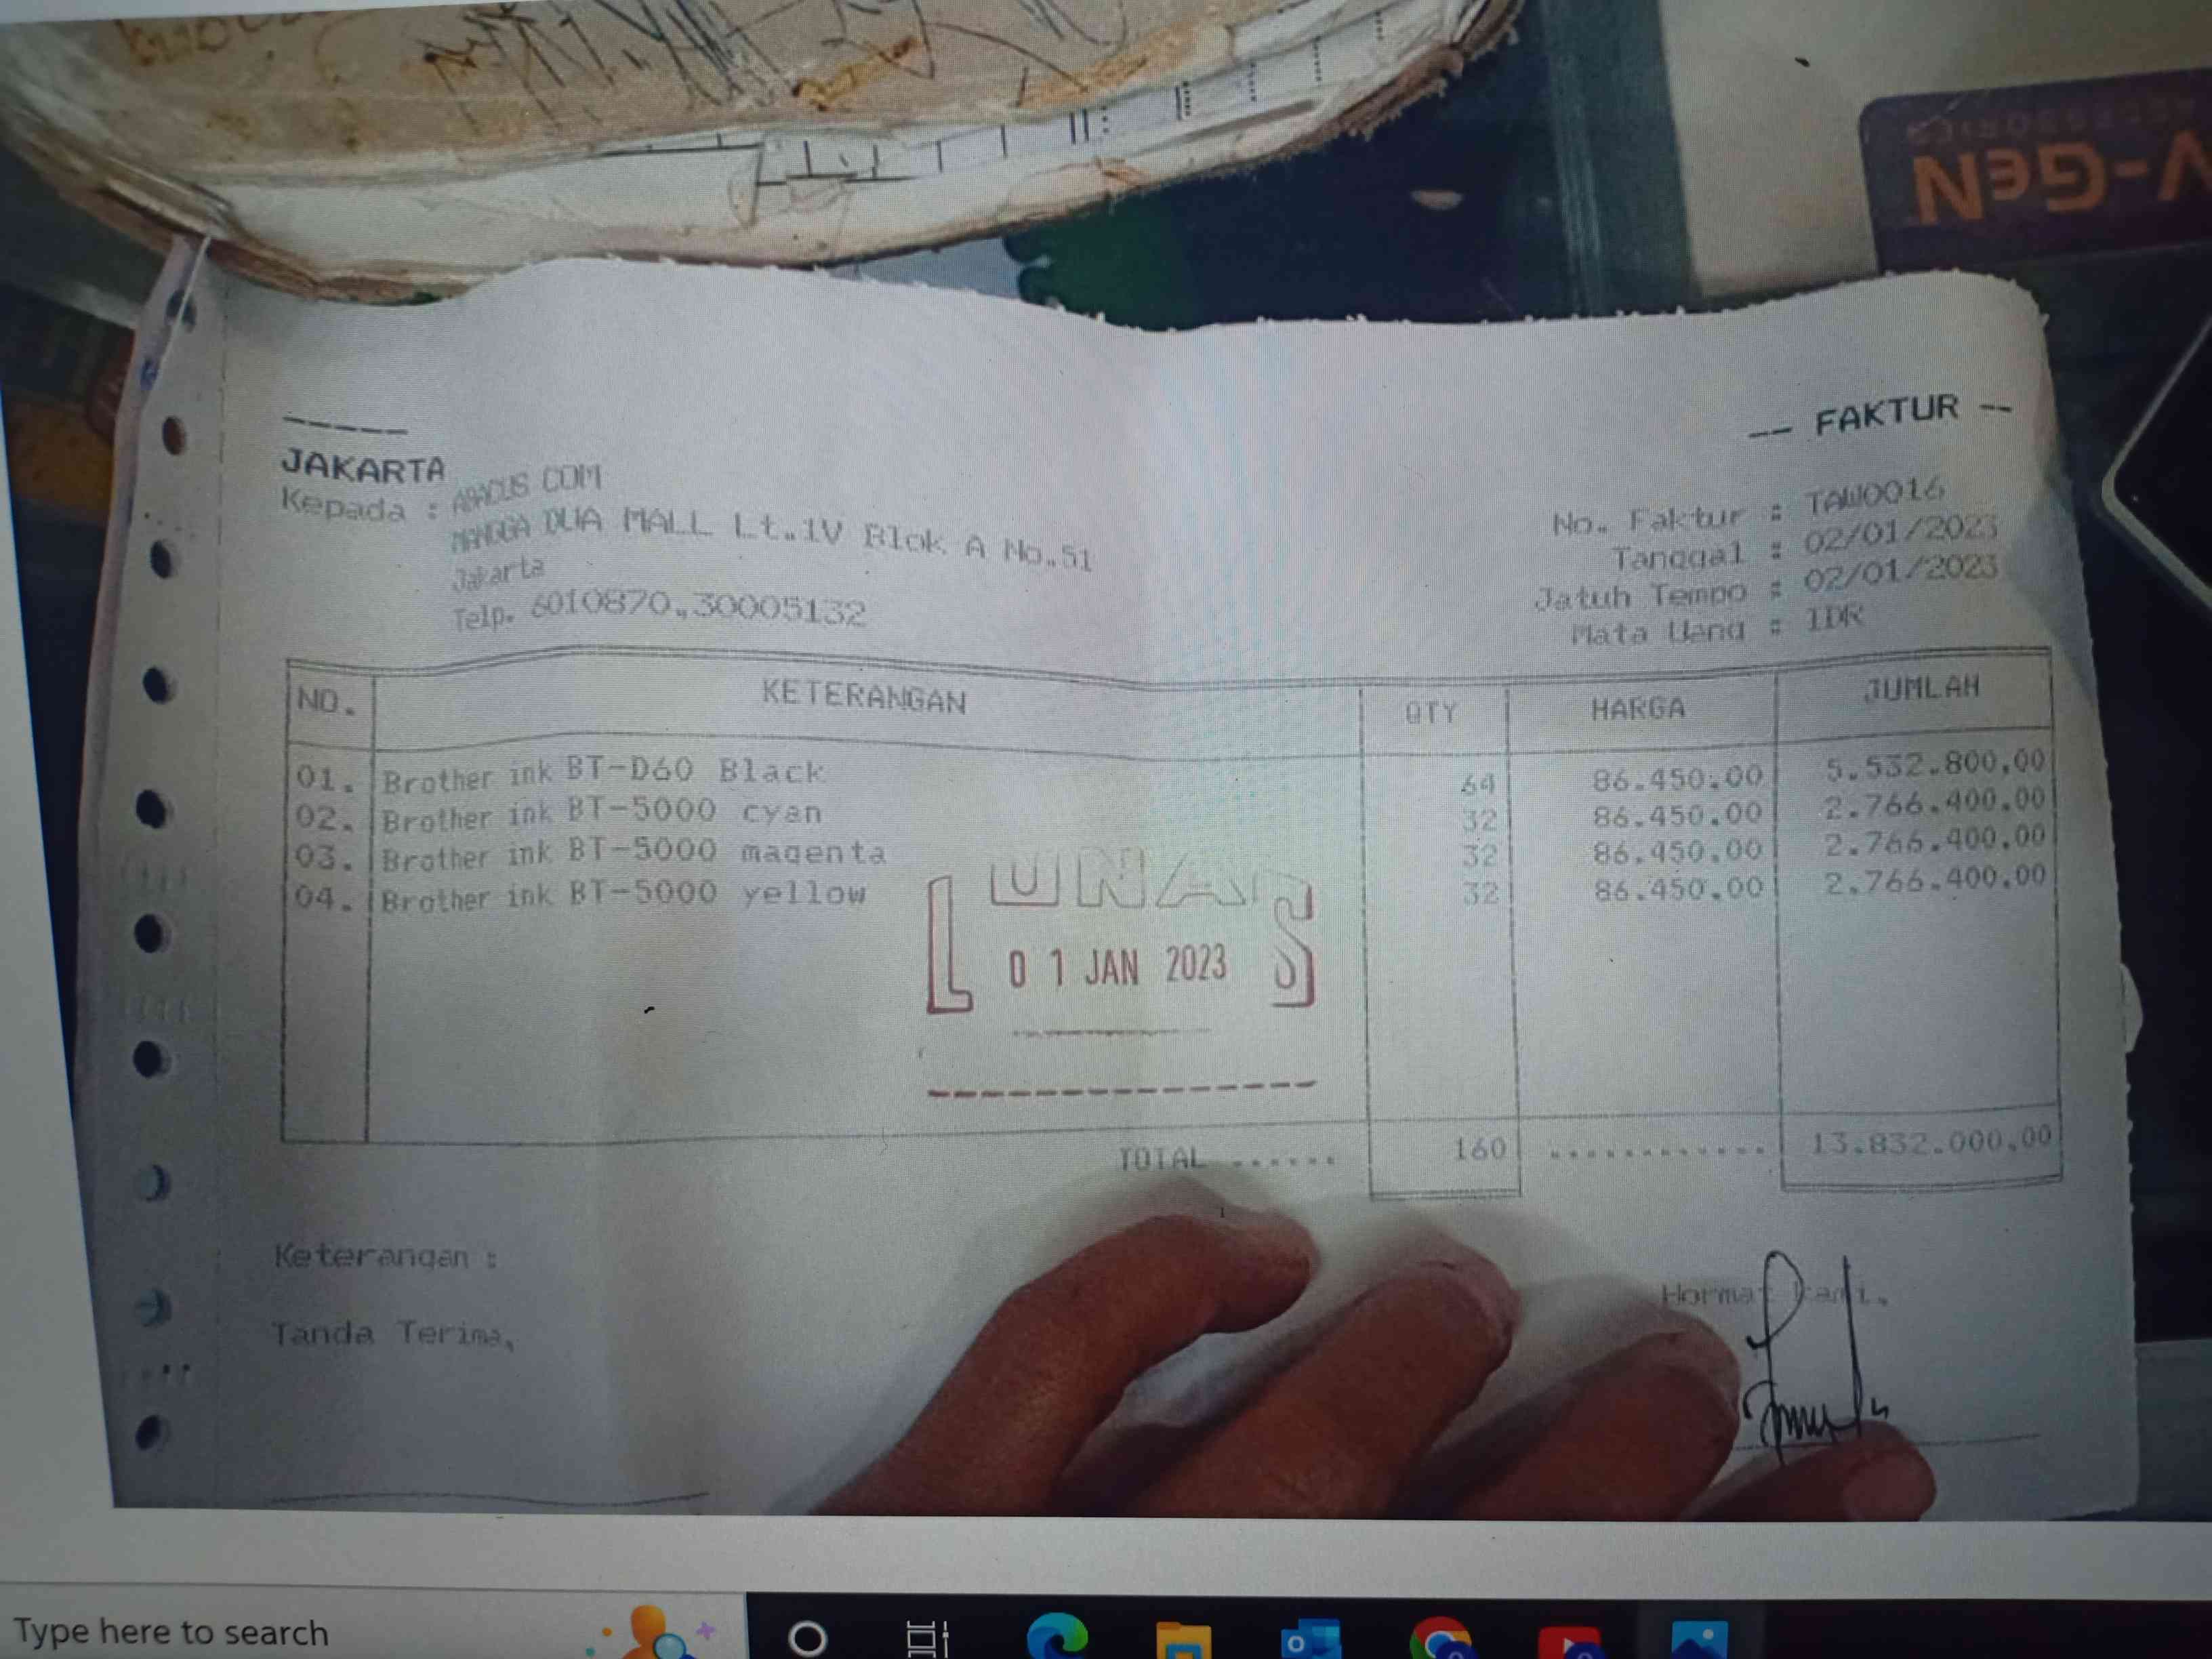 V-GeN
ACCESSORIES
-- FAKTUR --
JAKARTA
Kepada : ABACUS COM
MANGGA DUA MALL Lt.IV Blok A No.51
Jakarta
Telp. 6010870,30005132
No. Faktur : TAW0016
Tanggal : 02/01/2023
Jatuh Tempo : 02/01/2023
Mata Uang : IDR
NO. KETERANGAN QTY HARGA JUMLAH
01. Brother ink BT-D60 Black 64 86.450.00 5.532.800,00
02. Brother ink BT-5000 cyan 32 86.450.00 2.766.400,00
03. Brother ink BT-5000 magenta 32 86.450.00 2.766.400,00
04. Brother ink BT-5000 yellow 32 86.450.00 2.766.400,00
LUNAS
01 JAN 2023
TOTAL ...... 160 ............ 13.832.000,00
Keterangan :
Tanda Terima,
Hormat kami,
Type here to search